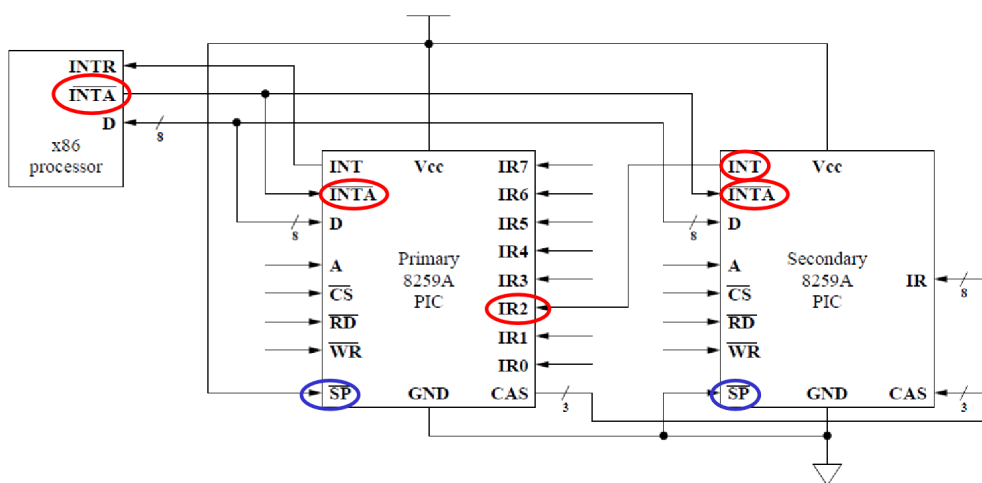 INTR
INTA
D
8
x86
processor
INT
Vcc
IR7
INTA
IR6
D
8
IR5
IR4
A
Primary
8259A
PIC
IR3
CS
IR2
RD
IR1
WR
IR0
SP
GND
CAS
3
INT
Vcc
INTA
D
8
A
Secondary
8259A
PIC
IR
8
CS
RD
WR
SP
GND
CAS
3